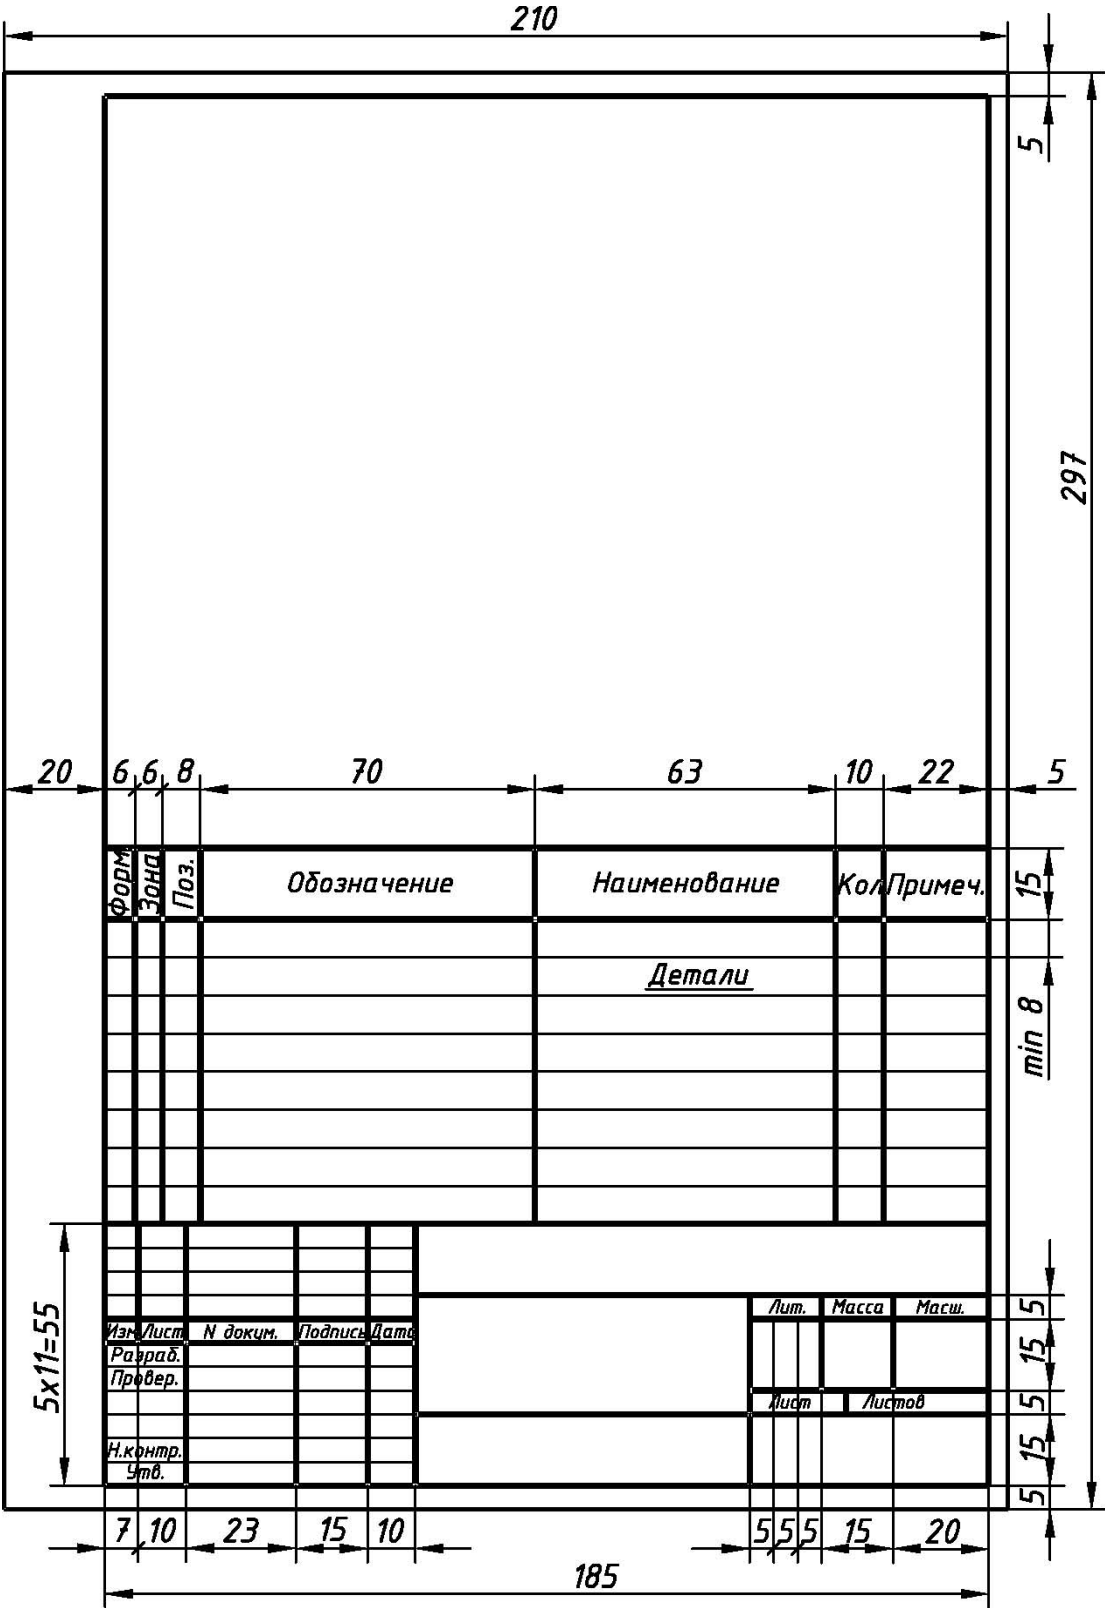 210
5
297
20 6 6 8 70 63 10 22 5
Форм. Зона Поз. Обозначение Наименование Кол Примеч. 15
Детали
min 8
5x11=55
Лит. Масса Масш. 5
Изм Лист N докум. Подпись Дата
Разраб. 15
Провер.
Лист Листов 5
Н.контр. 15
Утв.
5
7 10 23 15 10 5 5 5 15 20
185